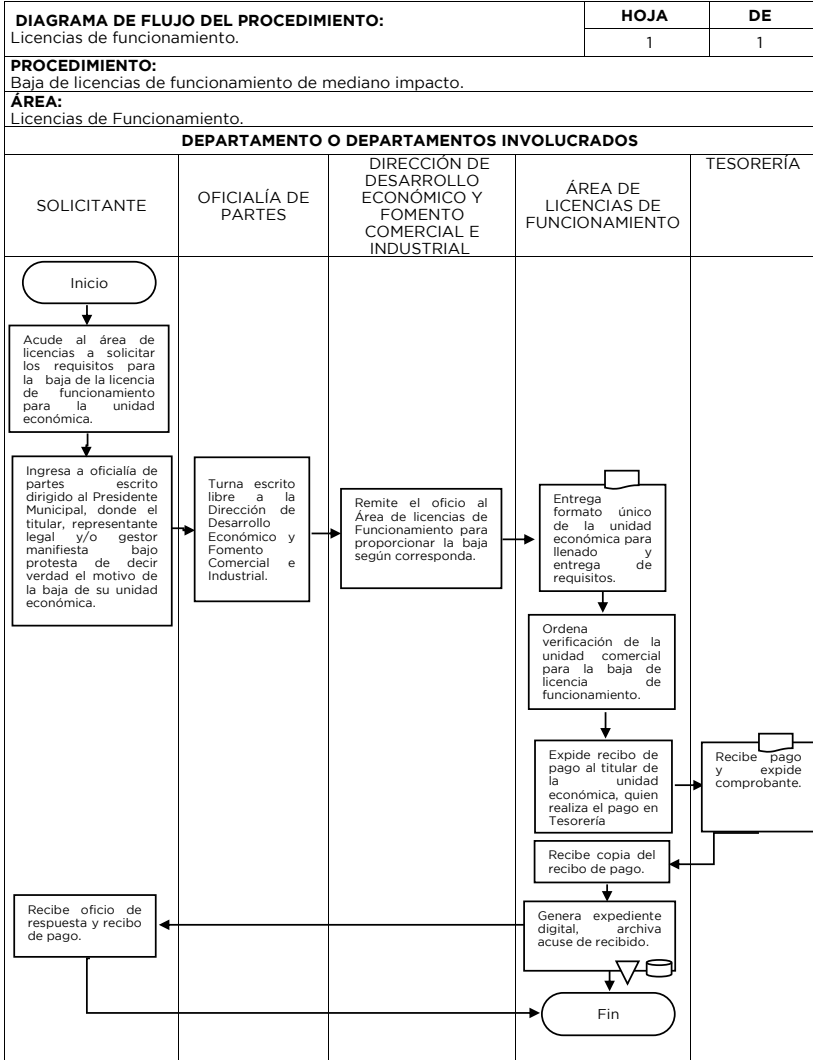 DIAGRAMA DE FLUJO DEL PROCEDIMIENTO:
Licencias de funcionamiento.
HOJA
DE
1
1
PROCEDIMIENTO:
Baja de licencias de funcionamiento de mediano impacto.
ÁREA:
Licencias de Funcionamiento.
DEPARTAMENTO O DEPARTAMENTOS INVOLUCRADOS
SOLICITANTE
OFICIALÍA DE
PARTES
DIRECCIÓN DE
DESARROLLO
ECONÓMICO Y
FOMENTO
COMERCIAL E
INDUSTRIAL
ÁREA DE
LICENCIAS DE
FUNCIONAMIENTO
TESORERÍA
Inicio
Acude al área de
licencias a solicitar
los requisitos para
la baja de la licencia
de funcionamiento
para la unidad
económica.
Ingresa a oficialía de
partes escrito
dirigido al Presidente
Municipal, donde el
titular, representante
legal y/o gestor
manifiesta bajo
protesta de decir
verdad el motivo de
la baja de su unidad
económica.
Turna escrito
libre a la
Dirección de
Desarrollo
Económico y
Fomento
Comercial e
Industrial.
Remite el oficio al
Área de licencias de
Funcionamiento para
proporcionar la baja
según corresponda.
Entrega
formato único
de la unidad
económica para
llenado y
entrega de
requisitos.
Ordena
verificación de la
unidad comercial
para la baja de
licencia de
funcionamiento.
Expide recibo de
pago al titular de
la unidad
económica, quien
realiza el pago en
Tesorería
Recibe pago
y expide
comprobante.
Recibe copia del
recibo de pago.
Genera expediente
digital, archiva
acuse de recibido.
Recibe oficio de
respuesta y recibo
de pago.
Fin